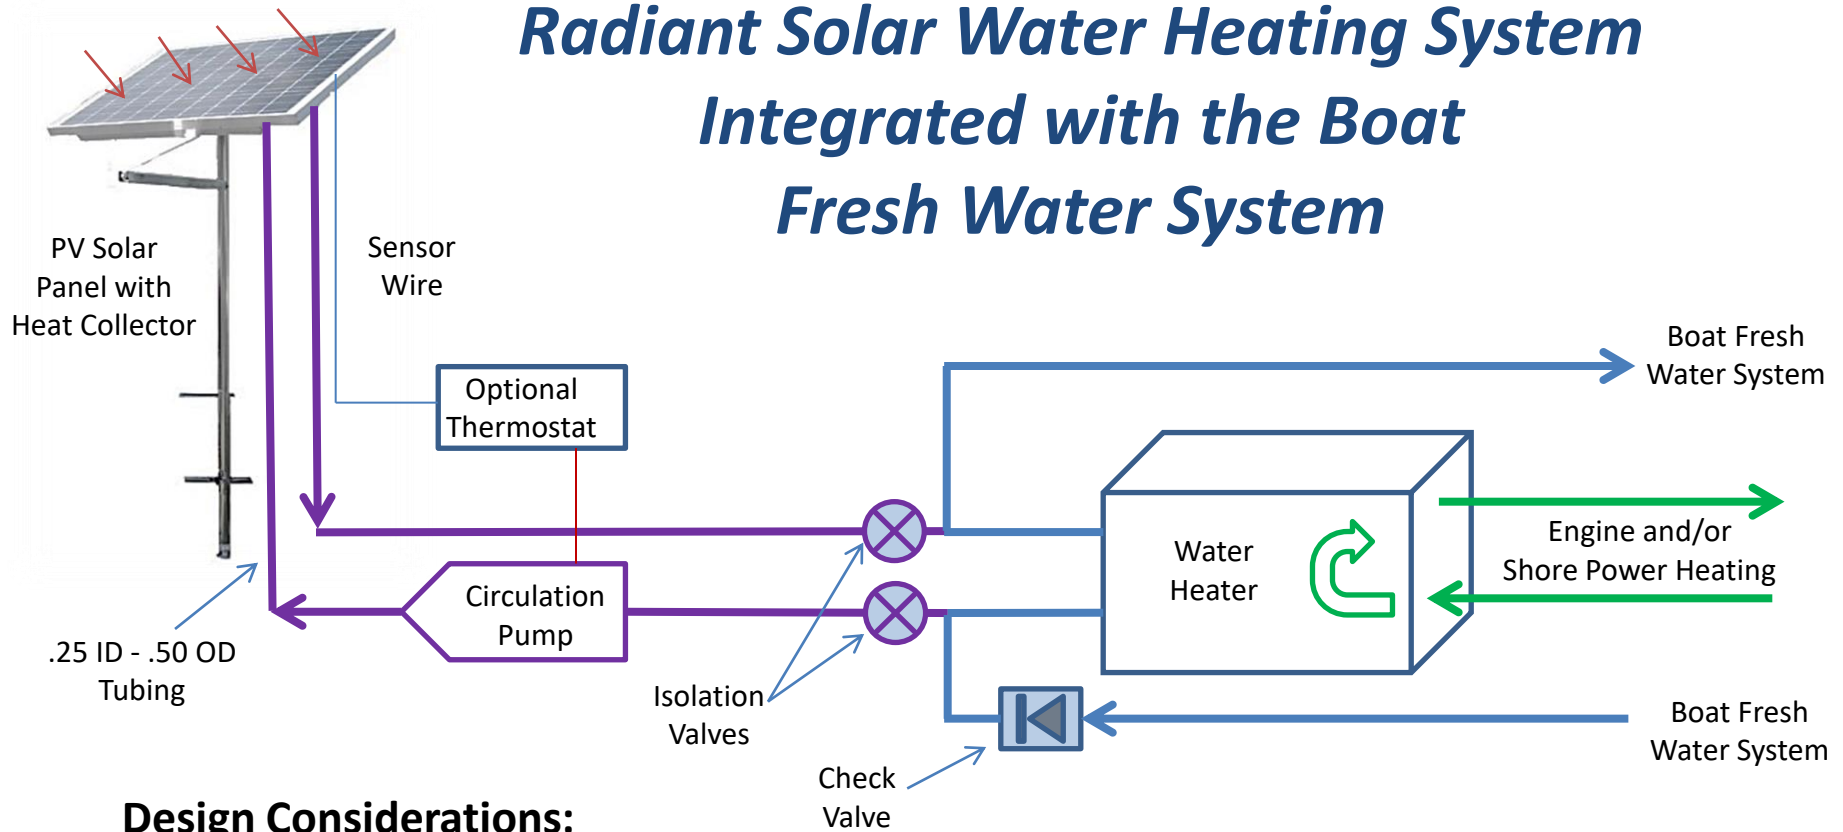 Radiant Solar Water Heating System
Integrated with the Boat
Fresh Water System
PV Solar
Panel with
Heat Collector
Sensor
Wire
Optional
Thermostat
Boat Fresh
Water System
Water
Heater
Engine and/or
Shore Power Heating
Circulation
Pump
.25 ID - .50 OD
Tubing
Isolation
Valves
Boat Fresh
Water System
Check
Valve
Design Considerations: